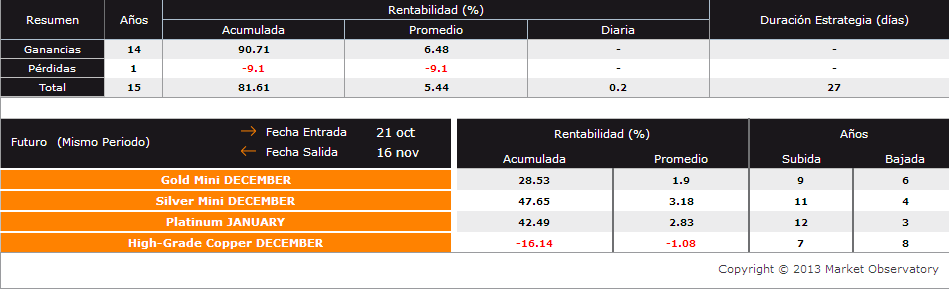 Resumen Años Rentabilidad (%) Duración Estrategia (días)
Acumulada Promedio Diaria
Ganancias 14 90.71 6.48 - -
Pérdidas 1 -9.1 -9.1 - -
Total 15 81.61 5.44 0.2 27
Futuro (Mismo Periodo) → Fecha Entrada 21 oct Rentabilidad (%) Años
← Fecha Salida 16 nov Acumulada Promedio Subida Bajada
Gold Mini DECEMBER 28.53 1.9 9 6
Silver Mini DECEMBER 47.65 3.18 11 4
Platinum JANUARY 42.49 2.83 12 3
High-Grade Copper DECEMBER -16.14 -1.08 7 8
Copyright © 2013 Market Observatory